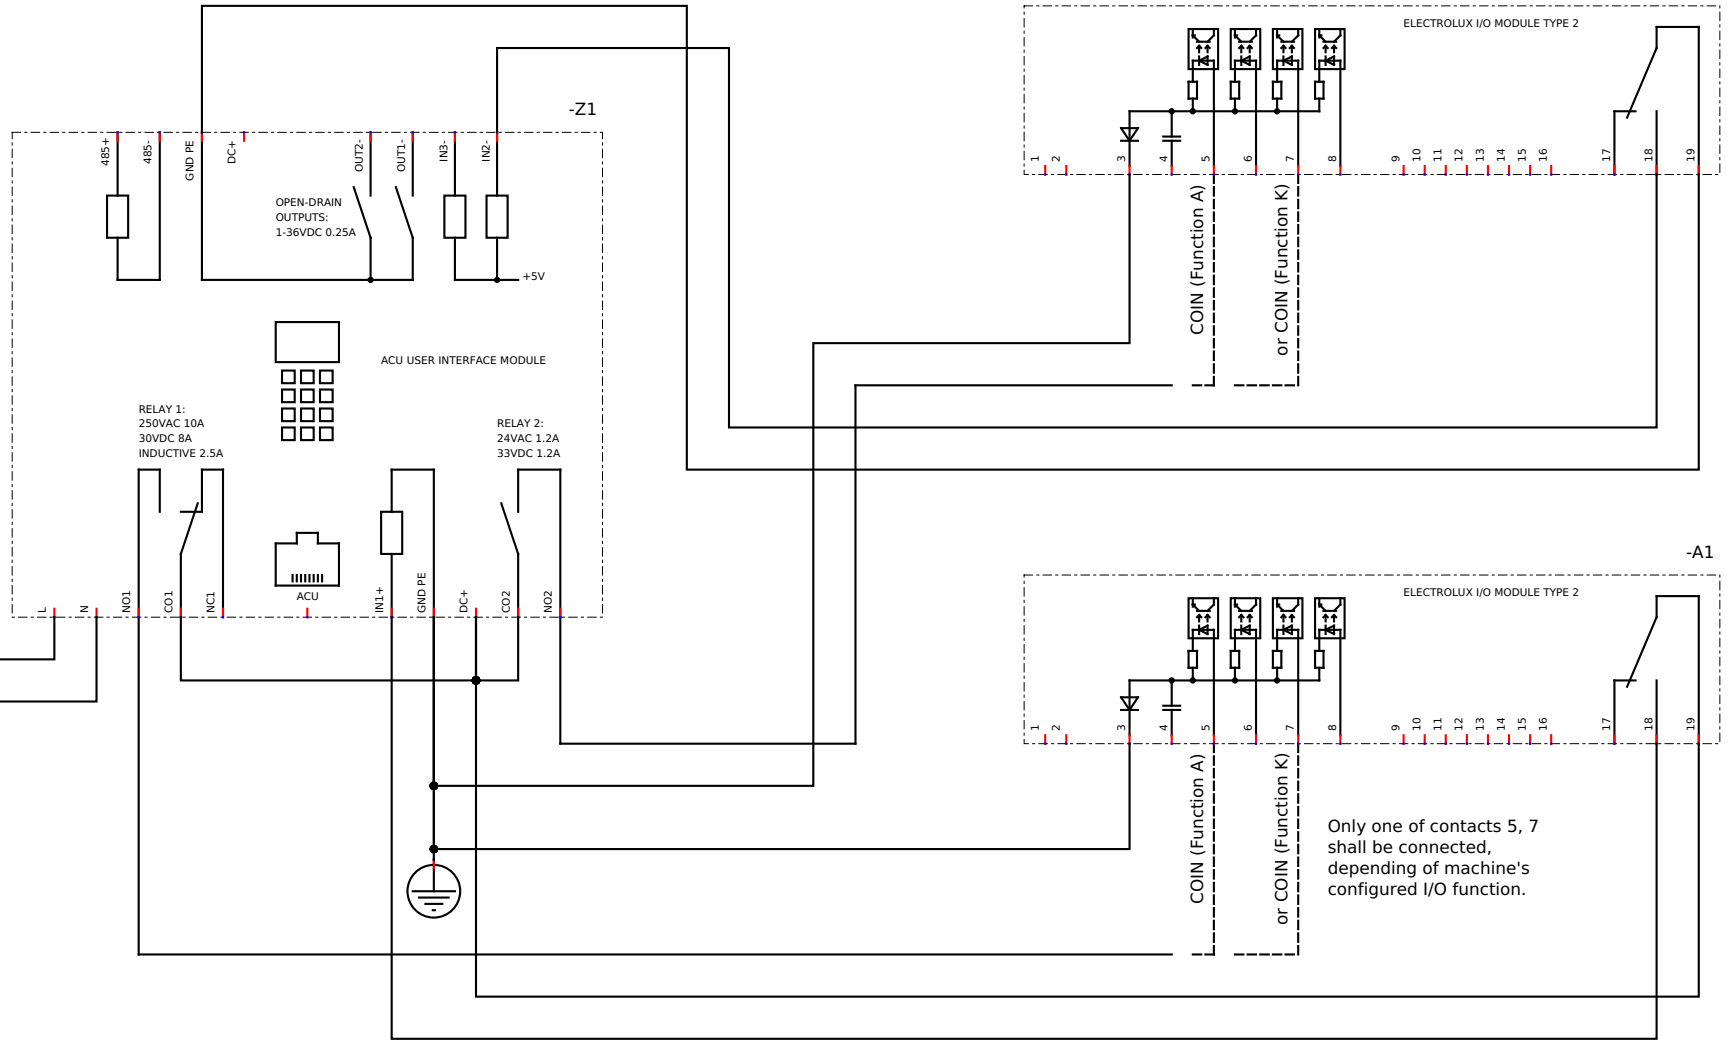 ELECTROLUX I/O MODULE TYPE 2
1
2
3
4
5
6
7
8
9
10
11
12
13
14
15
16
17
18
19
COIN (Function A)
or COIN (Function K)
-Z1
485+
485-
GND PE
DC+
OUT2-
OUT1-
IN3-
IN2-
OPEN-DRAIN
OUTPUTS:
1-36VDC 0.25A
+5V
ACU USER INTERFACE MODULE
RELAY 1:
250VAC 10A
30VDC 8A
INDUCTIVE 2.5A
RELAY 2:
24VAC 1.2A
33VDC 1.2A
L
N
NO1
CO1
NC1
ACU
IN1+
GND PE
DC+
CO2
NO2
-A1
ELECTROLUX I/O MODULE TYPE 2
1
2
3
4
5
6
7
8
9
10
11
12
13
14
15
16
17
18
19
COIN (Function A)
or COIN (Function K)
Only one of contacts 5, 7
shall be connected,
depending of machine's
configured I/O function.